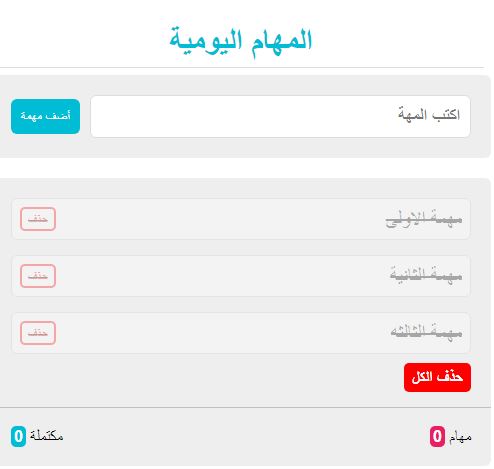 المهام اليومية
اكتب المهة
أضف مهمة
مهمة الاولى
حذف
مهمة الثانية
حذف
مهمة الثالثه
حذف
حذف الكل
مهام 0
مكتملة 0